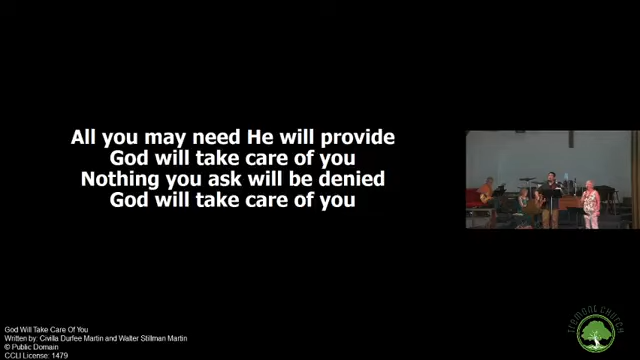 All you may need He will provide
God will take care of you
Nothing you ask will be denied
God will take care of you
God Will Take Care Of You
Written by: Civilla Durfee Martin and Walter Stillman Martin
© Public Domain
CCLI License: 1479
TREMONT CHURCH